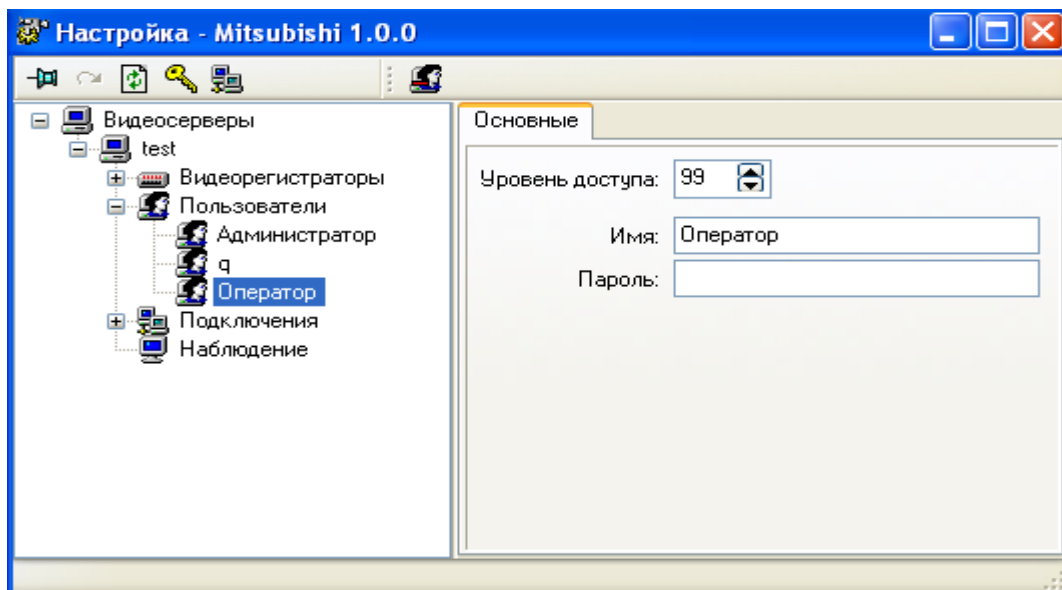 Настройка - Mitsubishi 1.0.0
Видеосерверы
test
Видеорегистраторы
Пользователи
Администратор
q
Оператор
Подключения
Наблюдение
Основные
Уровень доступа: 99
Имя: Оператор
Пароль: